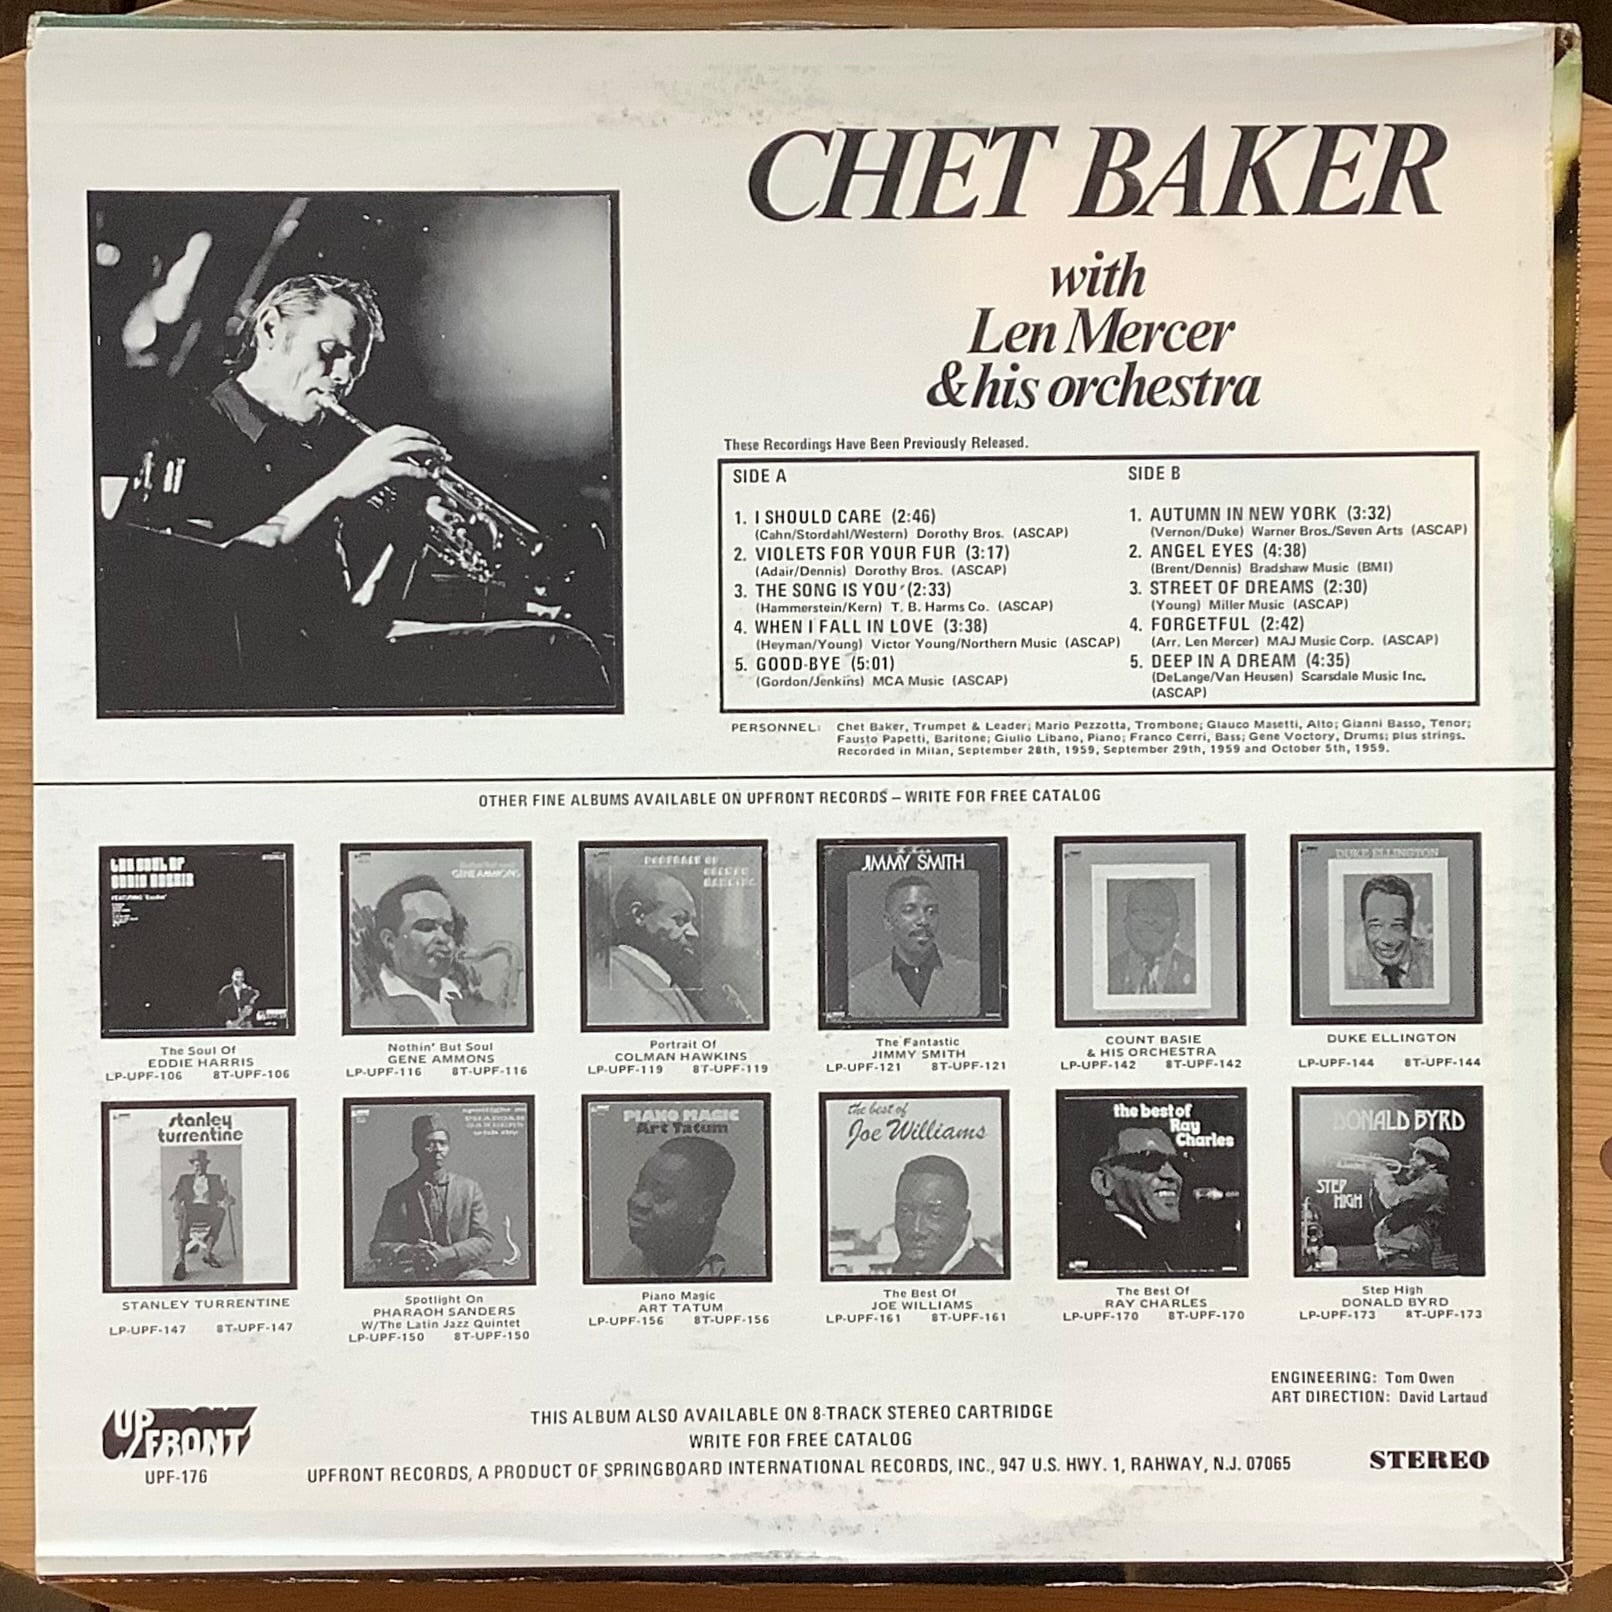 CHET BAKER
with
Len Mercer
& his orchestra
These Recordings Have Been Previously Released.
SIDE A
1. I SHOULD CARE (2:46)
(Cahn/Stordahl/Western) Dorothy Bros. (ASCAP)
2. VIOLETS FOR YOUR FUR (3:17)
(Adair/Dennis) Dorothy Bros. (ASCAP)
3. THE SONG IS YOU (2:33)
(Hammerstein/Kern) T. B. Harms Co. (ASCAP)
4. WHEN I FALL IN LOVE (3:38)
(Heyman/Young) Victor Young/Northern Music (ASCAP)
5. GOOD-BYE (5:01)
(Gordon/Jenkins) MCA Music (ASCAP)
SIDE B
1. AUTUMN IN NEW YORK (3:32)
(Vernon/Duke) Warner Bros./Seven Arts (ASCAP)
2. ANGEL EYES (4:38)
(Brent/Dennis) Bradshaw Music (BMI)
3. STREET OF DREAMS (2:30)
(Young) Miller Music (ASCAP)
4. FORGETFUL (2:42)
(Arr. Len Mercer) MAJ Music Corp. (ASCAP)
5. DEEP IN A DREAM (4:35)
(DeLange/Van Heusen) Scarsdale Music Inc.
(ASCAP)
PERSONNEL: Chet Baker, Trumpet & Leader; Mario Pezzotta, Trombone; Glauco Masetti, Alto; Gianni Basso, Tenor;
Fausto Papetti, Baritone; Giulio Libano, Piano; Franco Cerri, Bass; Gene Voctory, Drums; plus strings.
Recorded in Milan, September 28th, 1959, September 29th, 1959 and October 5th, 1959.
OTHER FINE ALBUMS AVAILABLE ON UPFRONT RECORDS – WRITE FOR FREE CATALOG
THE SOUL OF
EDDIE HARRIS
The Soul Of
EDDIE HARRIS
LP-UPF-106 8T-UPF-106
GENE AMMONS
Nothin' But Soul
GENE AMMONS
LP-UPF-116 8T-UPF-116
PORTRAIT OF
COLMAN
HAWKINS
Portrait Of
COLMAN HAWKINS
LP-UPF-119 8T-UPF-119
JIMMY SMITH
The Fantastic
JIMMY SMITH
LP-UPF-121 8T-UPF-121
COUNT BASIE
& HIS ORCHESTRA
LP-UPF-142 8T-UPF-142
DUKE ELLINGTON
DUKE ELLINGTON
LP-UPF-144 8T-UPF-144
stanley
turrentine
STANLEY TURRENTINE
LP-UPF-147 8T-UPF-147
Spotlight On
PHARAOH SANDERS
W/The Latin Jazz Quintet
LP-UPF-150 8T-UPF-150
PIANO MAGIC
Art Tatum
Piano Magic
ART TATUM
LP-UPF-156 8T-UPF-156
the best of
Joe Williams
The Best Of
JOE WILLIAMS
LP-UPF-161 8T-UPF-161
the best of
Ray
Charles
The Best Of
RAY CHARLES
LP-UPF-170 8T-UPF-170
DONALD BYRD
STEP
HIGH
Step High
DONALD BYRD
LP-UPF-173 8T-UPF-173
ENGINEERING: Tom Owen
ART DIRECTION: David Lartaud
UP
FRONT
UPF-176
THIS ALBUM ALSO AVAILABLE ON 8-TRACK STEREO CARTRIDGE
WRITE FOR FREE CATALOG
UPFRONT RECORDS, A PRODUCT OF SPRINGBOARD INTERNATIONAL RECORDS, INC., 947 U.S. HWY. 1, RAHWAY, N.J. 07065
STEREO